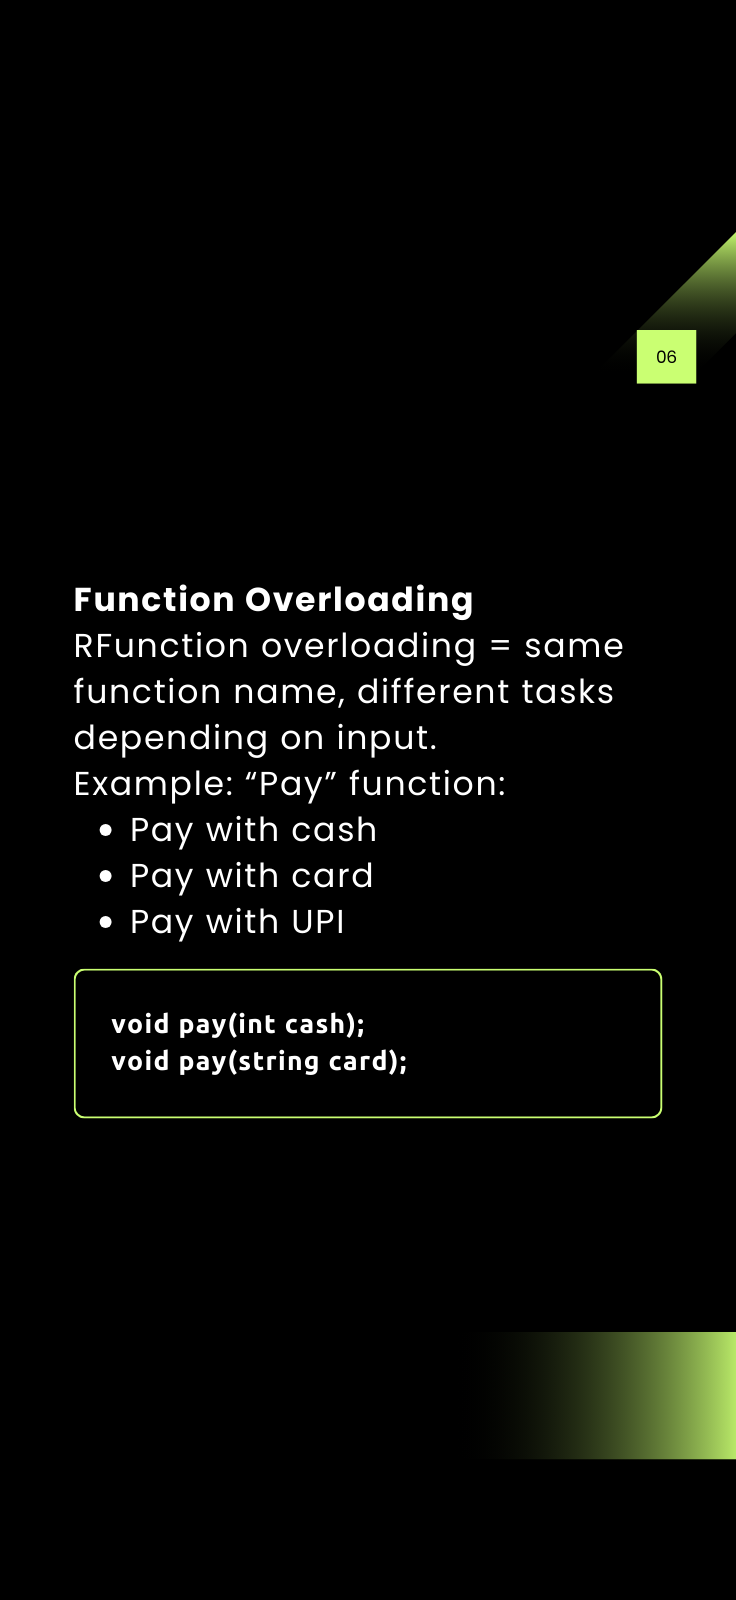 06
Function Overloading
RFunction overloading = same
function name, different tasks
depending on input.
Example: “Pay” function:
• Pay with cash
• Pay with card
• Pay with UPI
void pay(int cash);
void pay(string card);